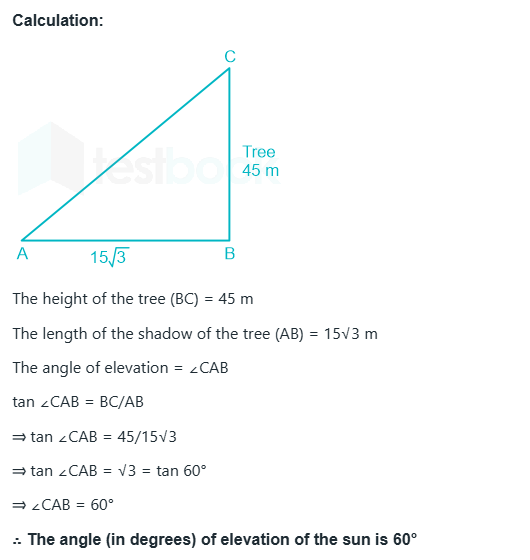 Calculation:
C
testbook
Tree
45 m
A
15√3
B
The height of the tree (BC) = 45 m
The length of the shadow of the tree (AB) = 15√3 m
The angle of elevation = ∠CAB
tan ∠CAB = BC/AB
⇒ tan ∠CAB = 45/15√3
⇒ tan ∠CAB = √3 = tan 60°
⇒ ∠CAB = 60°
∴ The angle (in degrees) of elevation of the sun is 60°